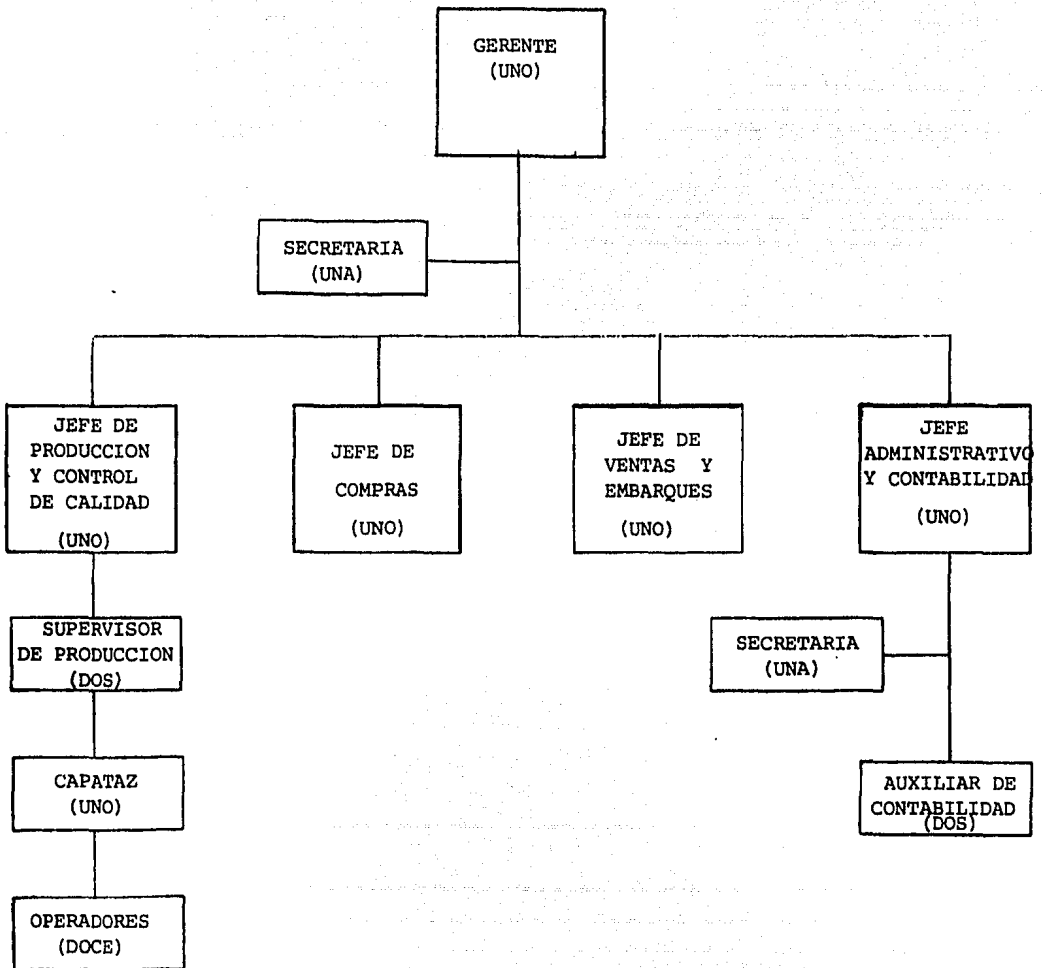 GERENTE
(UNO)
SECRETARIA
(UNA)
JEFE DE
PRODUCCION
Y CONTROL
DE CALIDAD
(UNO)
JEFE DE
COMPRAS
(UNO)
JEFE DE
VENTAS Y
EMBARQUES
(UNO)
JEFE
ADMINISTRATIVO
Y CONTABILIDAD
(UNO)
SUPERVISOR
DE PRODUCCION
(DOS)
CAPATAZ
(UNO)
OPERADORES
(DOCE)
SECRETARIA
(UNA)
AUXILIAR DE
CONTABILIDAD
(DOS)